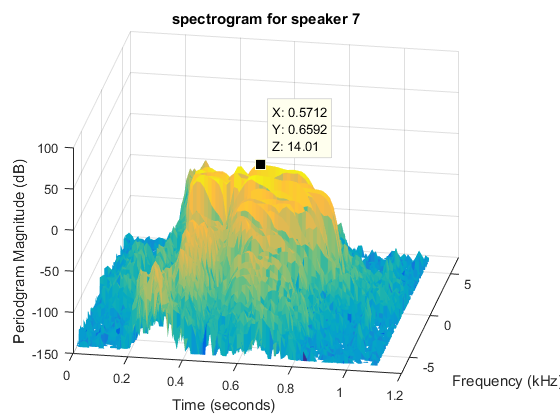 spectrogram for speaker 7
X: 0.5712
Y: 0.6592
Z: 14.01
100
50
0
-50
-100
-150
Periodgram Magnitude (dB)
0
0.2
0.4
0.6
0.8
1
1.2
Time (seconds)
5
0
-5
Frequency (kHz)